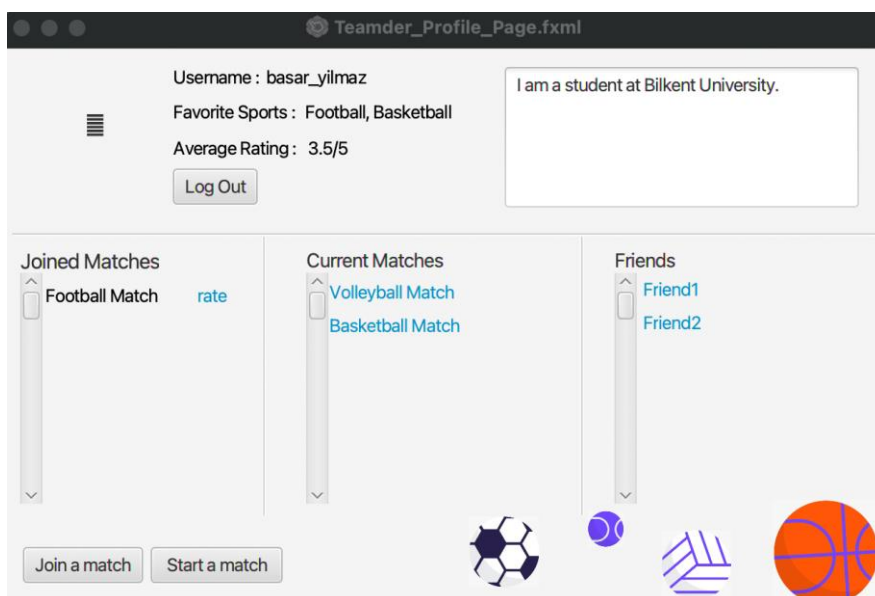 Teamder_Profile_Page.fxml
Username : basar_yilmaz
Favorite Sports : Football, Basketball
Average Rating : 3.5/5
Log Out
I am a student at Bilkent University.
Joined Matches
Football Match rate
Current Matches
Volleyball Match
Basketball Match
Friends
Friend1
Friend2
Join a match
Start a match